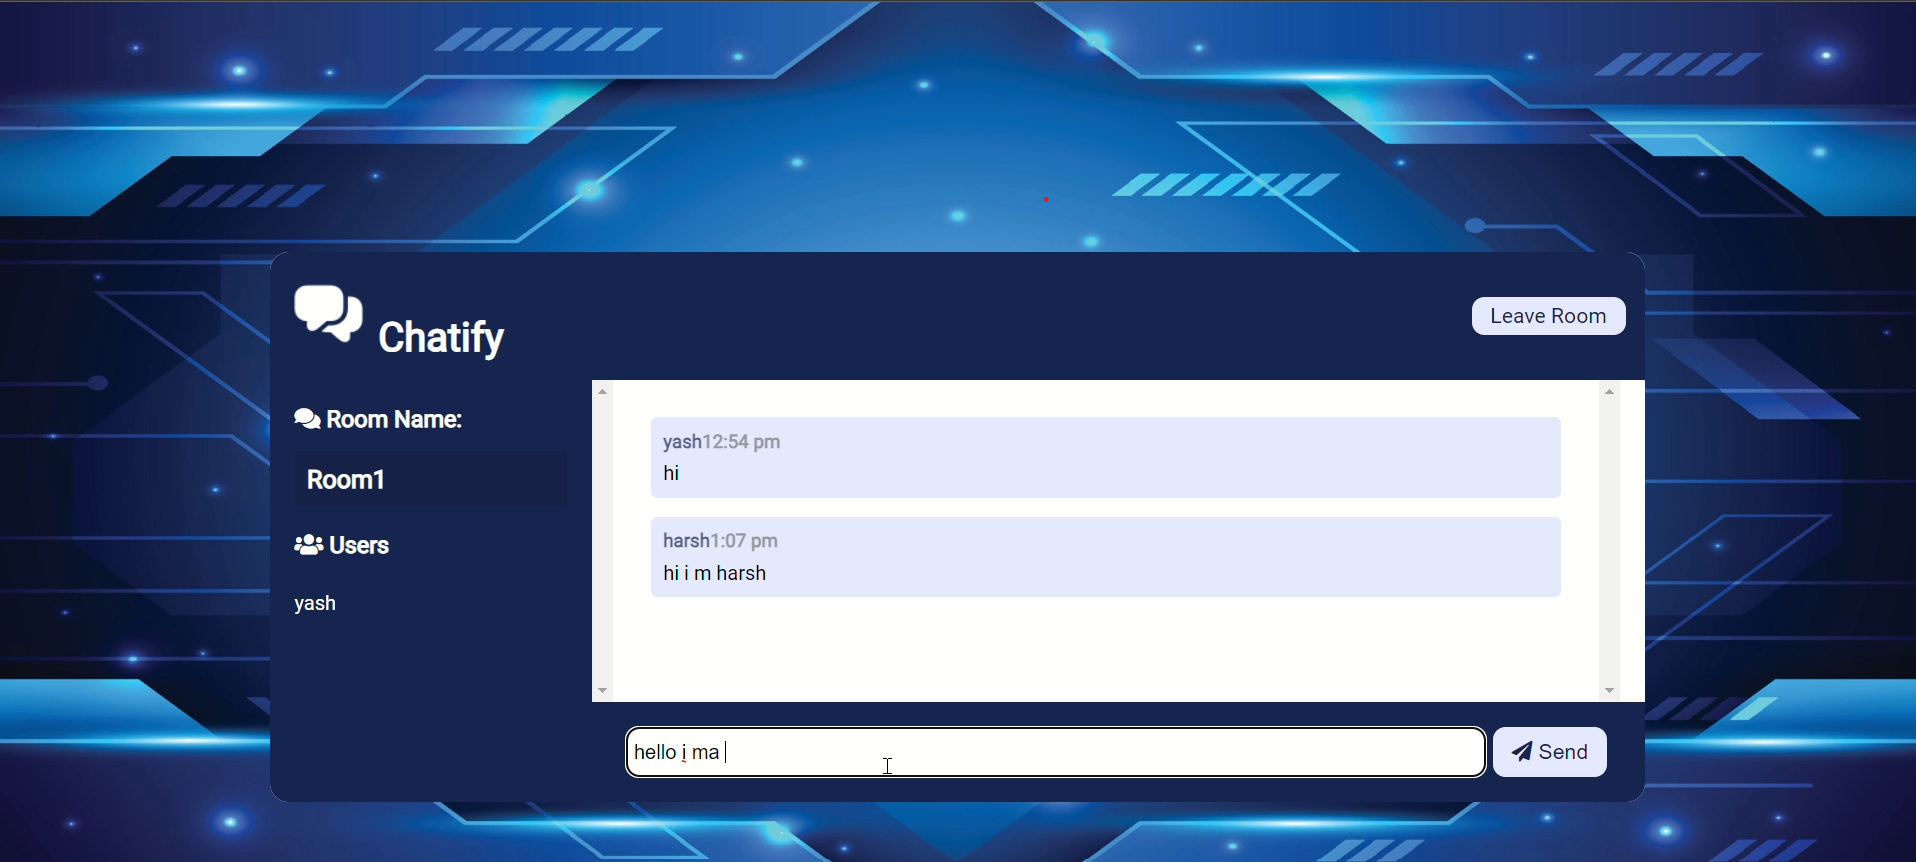 Chatify
Leave Room
Room Name:
Room1
Users
yash
yash12:54 pm
hi
harsh1:07 pm
hi i m harsh
hello i ma
Send